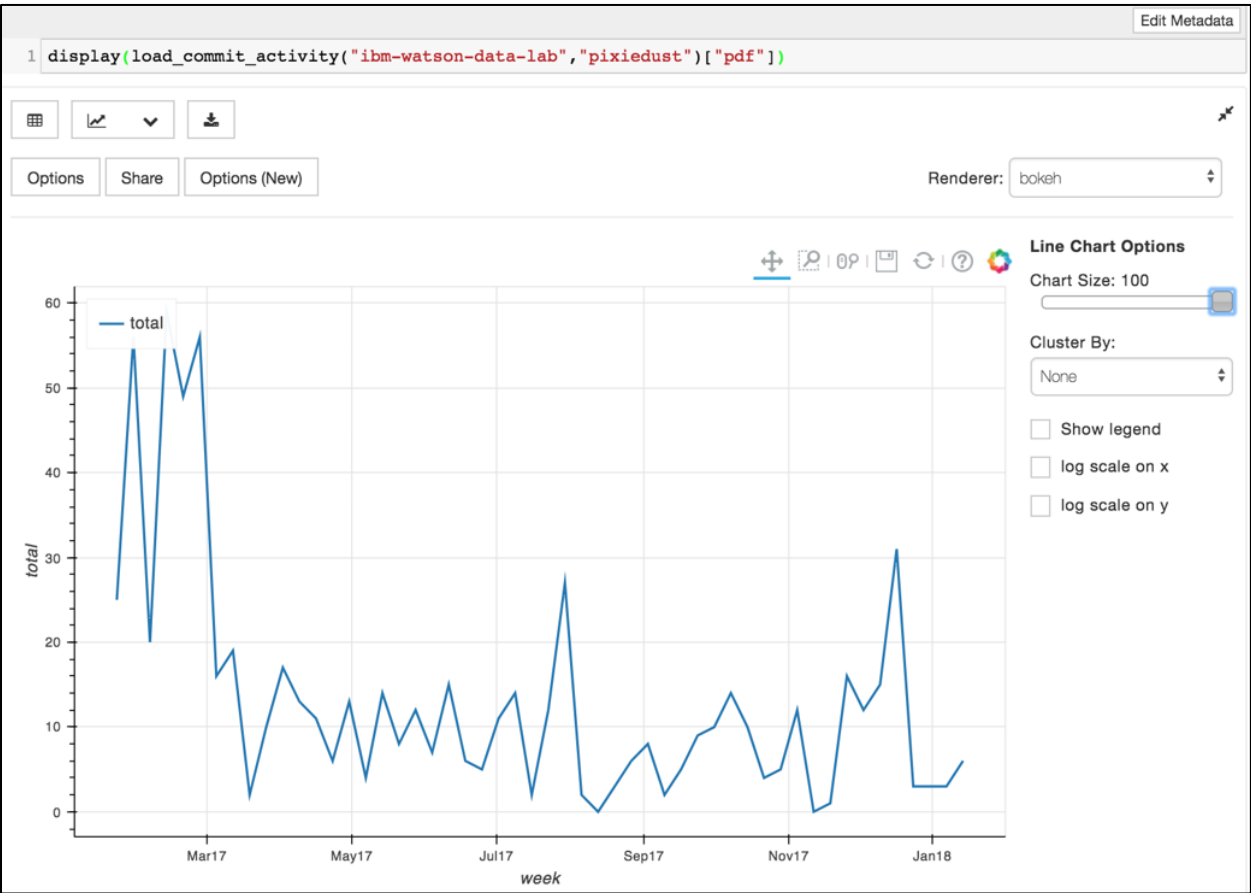 Edit Metadata
1 display(load_commit_activity("ibm-watson-data-lab","pixiedust")["pdf"])
Options Share Options (New) Renderer: bokeh
Line Chart Options
Chart Size: 100
Cluster By:
None
Show legend
log scale on x
log scale on y
total
60
50
40
30
20
10
0
total
Mar17 May17 Jul17 Sep17 Nov17 Jan18
week